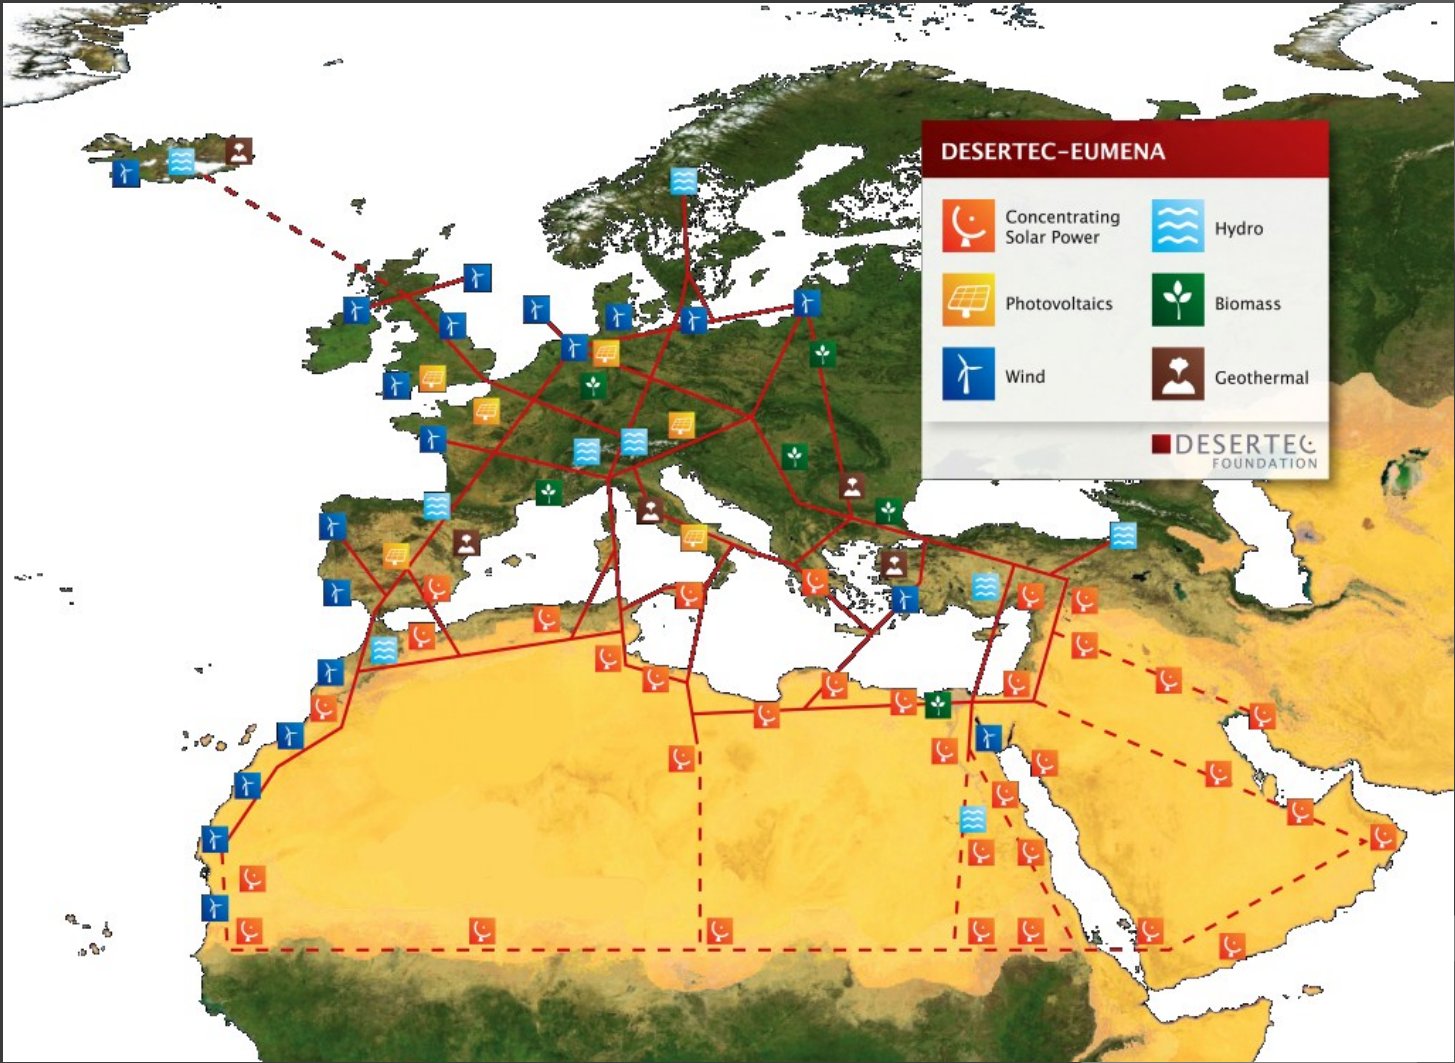 DESERTEC–EUMENA
Concentrating
Solar Power
Hydro
Photovoltaics
Biomass
Wind
Geothermal
DESERTEC
FOUNDATION